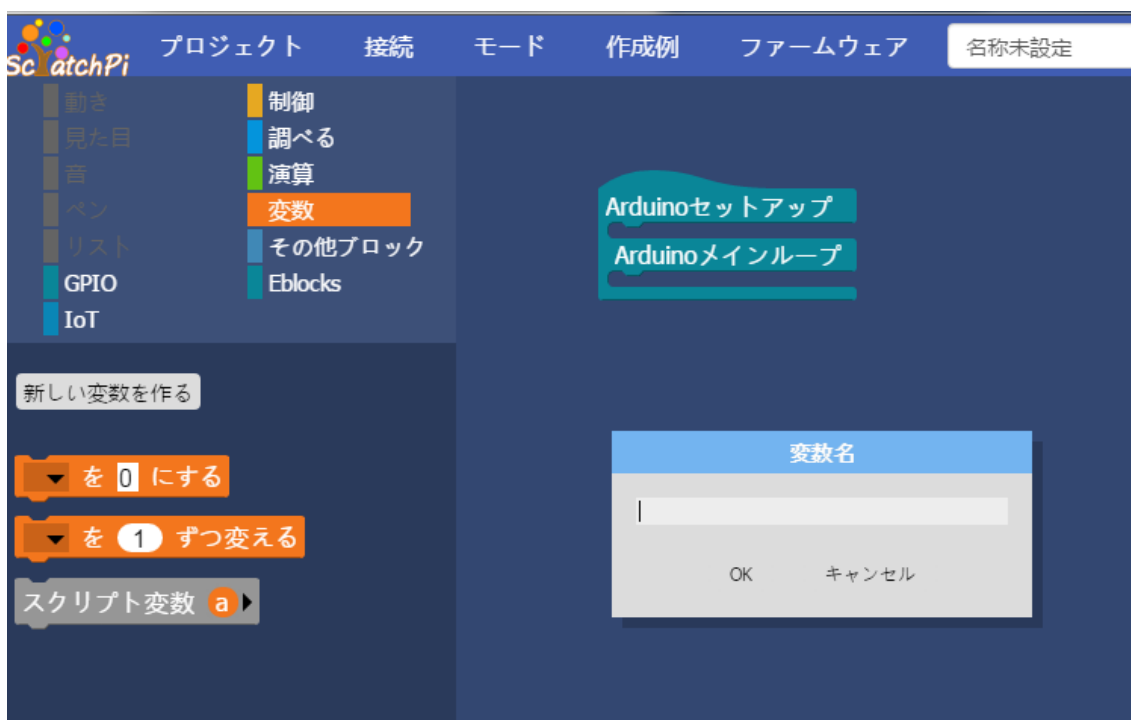 ScratchPi プロジェクト 接続 モード 作成例 ファームウェア 名称未設定
動き 制御
見た目 調べる
音 演算
ペン 変数
リスト その他ブロック
GPIO Eblocks
IoT
新しい変数を作る
を 0 にする
を 1 ずつ変える
スクリプト変数 a
Arduinoセットアップ
Arduinoメインループ
変数名
OK キャンセル